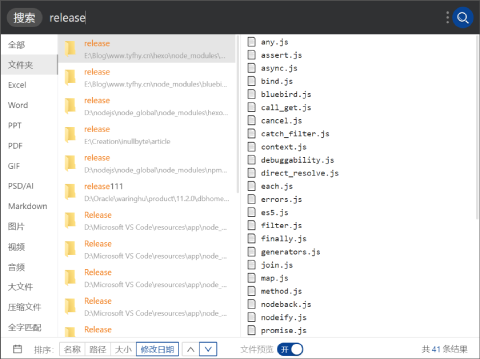 搜索 release
全部
文件夹
Excel
Word
PPT
PDF
GIF
PSD/AI
Markdown
图片
视频
音频
大文件
压缩文件
全字匹配
release
E:\Blog\www.tyfhy.cn\hexo\node_modules\...
release
E:\Blog\www.tyfhy.cn\node_modules\bluebi...
release
D:\nodejs\node_global\node_modules\hexo...
release
E:\Creation\nullbyte\article
release
D:\nodejs\node_global\node_modules\npm...
release111
D:\Oracle\waringhu\product\11.2.0\dbhome...
Release
D:\Microsoft VS Code\resources\app\node_...
Release
D:\Microsoft VS Code\resources\app\node_...
Release
D:\Microsoft VS Code\resources\app\node_...
Release
D:\Microsoft VS Code\resources\app\node_...
Release
any.js
assert.js
async.js
bind.js
bluebird.js
call_get.js
cancel.js
catch_filter.js
context.js
debuggability.js
direct_resolve.js
each.js
errors.js
es5.js
filter.js
finally.js
generators.js
join.js
map.js
method.js
nodeback.js
nodeify.js
promise.js
排序: 名称 路径 大小 修改日期 文件预览 开 共 41 条结果